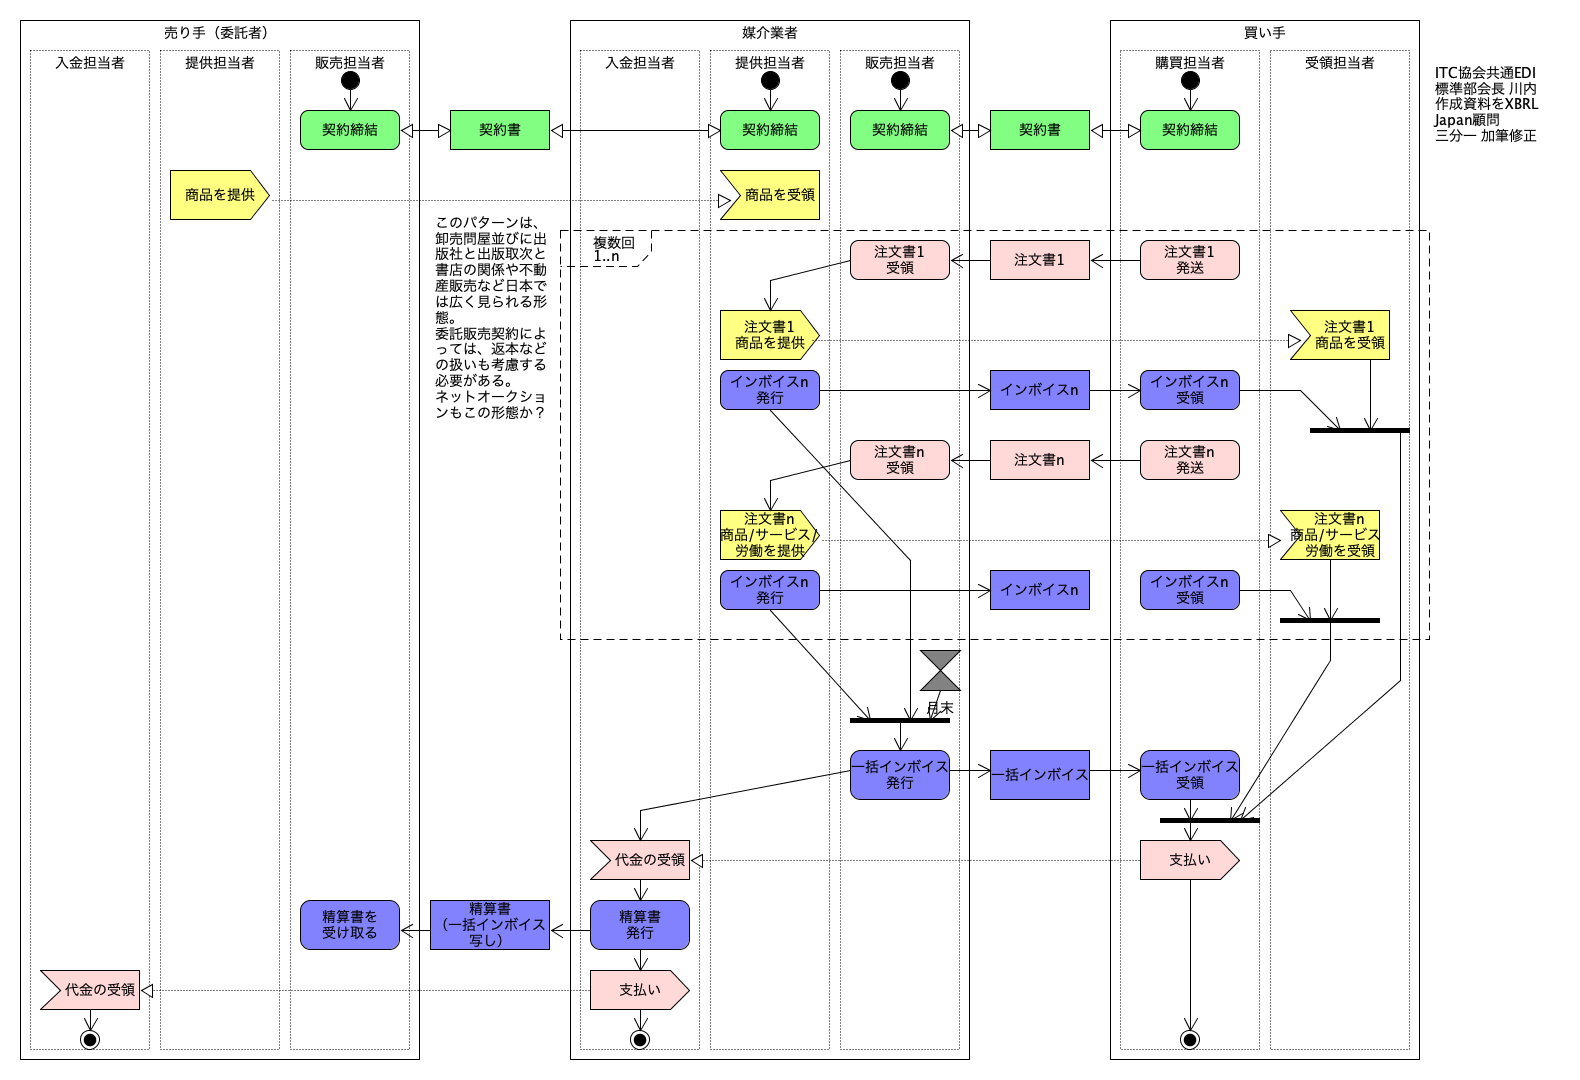 売り手（委託者）
媒介業者
買い手
入金担当者
提供担当者
販売担当者
入金担当者
提供担当者
販売担当者
購買担当者
受領担当者
ITC協会共通EDI
標準部会長 川内
作成資料をXBRL
Japan顧問
三分一 加筆修正
契約締結
契約書
契約締結
契約締結
契約書
契約締結
商品を提供
商品を受領
このパターンは、
卸売問屋並びに出
版社と出版取次と
書店の関係や不動
産販売など日本で
は広く見られる形
態。
委託販売契約によ
っては、返本など
の扱いも考慮する
必要がある。
ネットオークショ
ンもこの形態か？
複数回
1..n
注文書1
受領
注文書1
注文書1
発送
注文書1
商品を提供
注文書1
商品を受領
インボイスn
発行
インボイスn
インボイスn
受領
注文書n
受領
注文書n
注文書n
発送
注文書n
商品/サービス/
労働を提供
注文書n
商品/サービス
労働を受領
インボイスn
発行
インボイスn
インボイスn
受領
月末
一括インボイス
発行
一括インボイス
一括インボイス
受領
代金の受領
支払い
精算書を
受け取る
精算書
（一括インボイス
写し）
精算書
発行
代金の受領
支払い